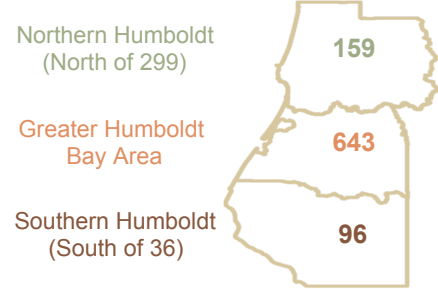 Northern Humboldt
(North of 299)
159
Greater Humboldt
Bay Area
643
Southern Humboldt
(South of 36)
96